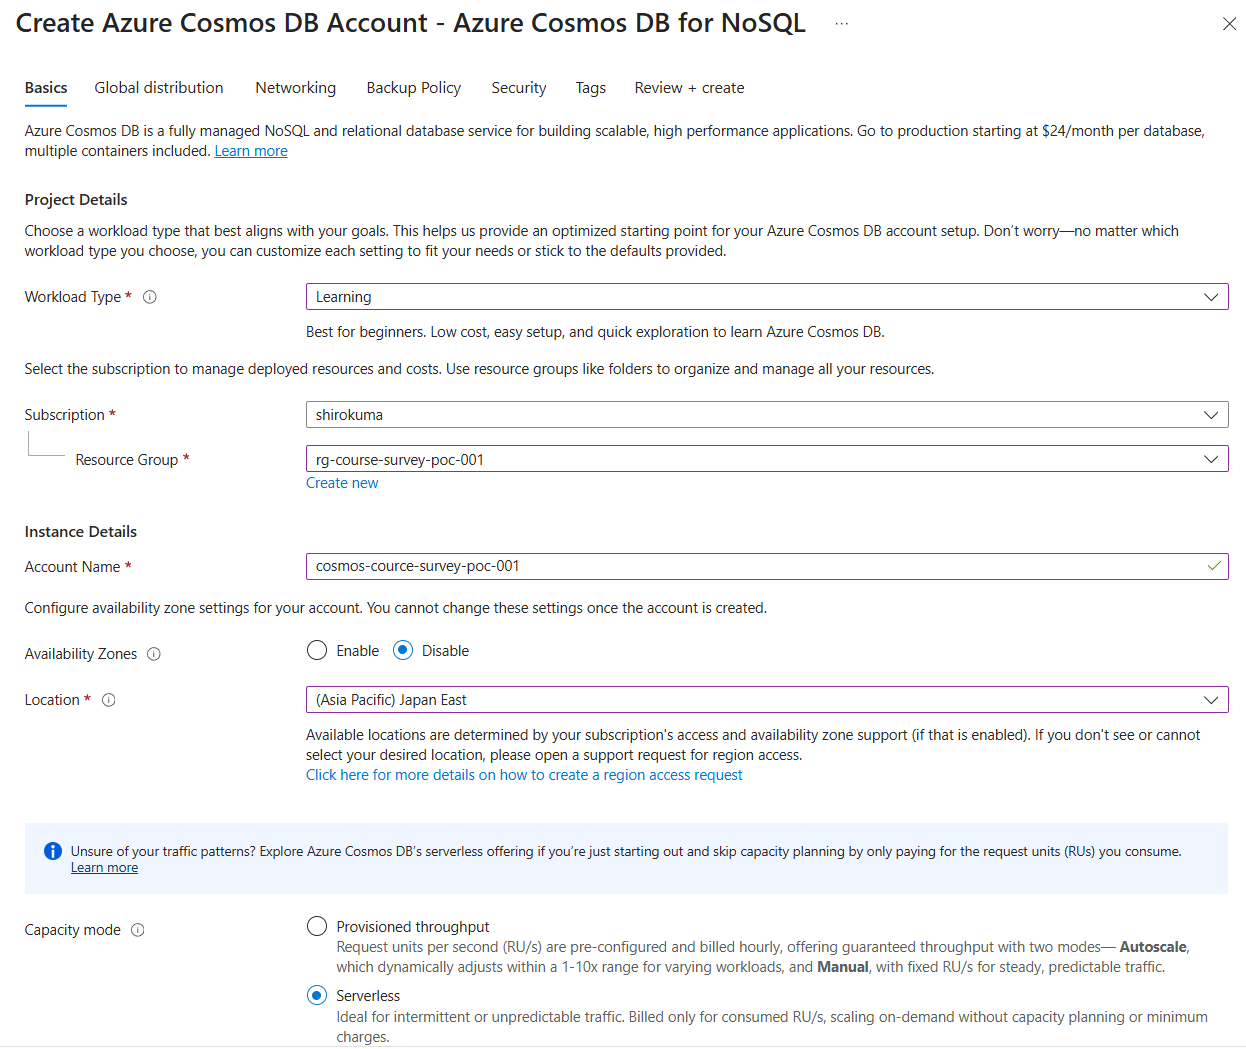 Create Azure Cosmos DB Account - Azure Cosmos DB for NoSQL ...
Basics Global distribution Networking Backup Policy Security Tags Review + create
Azure Cosmos DB is a fully managed NoSQL and relational database service for building scalable, high performance applications. Go to production starting at $24/month per database,
multiple containers included. Learn more
Project Details
Choose a workload type that best aligns with your goals. This helps us provide an optimized starting point for your Azure Cosmos DB account setup. Don't worry—no matter which
workload type you choose, you can customize each setting to fit your needs or stick to the defaults provided.
Workload Type * Learning
Best for beginners. Low cost, easy setup, and quick exploration to learn Azure Cosmos DB.
Select the subscription to manage deployed resources and costs. Use resource groups like folders to organize and manage all your resources.
Subscription * shirokuma
Resource Group * rg-course-survey-poc-001
Create new
Instance Details
Account Name * cosmos-cource-survey-poc-001
Configure availability zone settings for your account. You cannot change these settings once the account is created.
Availability Zones Enable Disable
Location * (Asia Pacific) Japan East
Available locations are determined by your subscription's access and availability zone support (if that is enabled). If you don't see or cannot
select your desired location, please open a support request for region access.
Click here for more details on how to create a region access request
Unsure of your traffic patterns? Explore Azure Cosmos DB's serverless offering if you're just starting out and skip capacity planning by only paying for the request units (RUs) you consume.
Learn more
Capacity mode Provisioned throughput
Request units per second (RU/s) are pre-configured and billed hourly, offering guaranteed throughput with two modes— Autoscale,
which dynamically adjusts within a 1-10x range for varying workloads, and Manual, with fixed RU/s for steady, predictable traffic.
Serverless
Ideal for intermittent or unpredictable traffic. Billed only for consumed RU/s, scaling on-demand without capacity planning or minimum
charges.